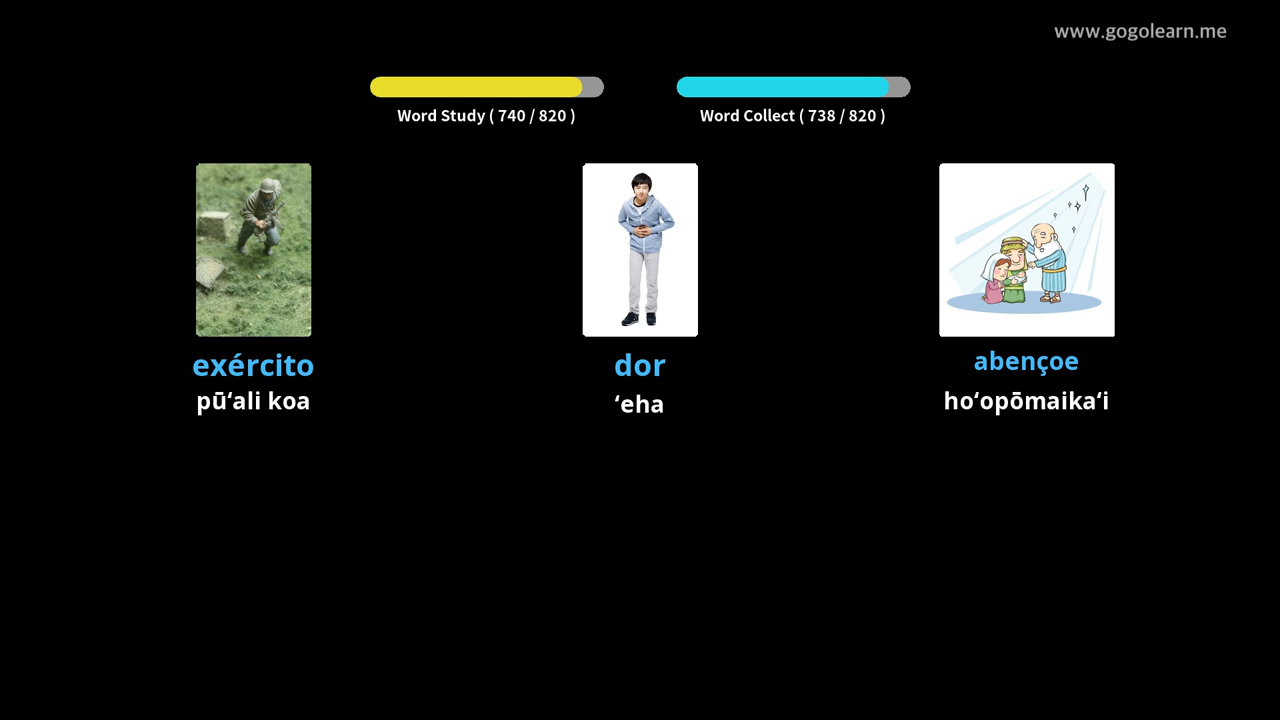 www.gogolearn.me
Word Study ( 740 / 820 )
Word Collect ( 738 / 820 )
exército
pūʻali koa
dor
ʻeha
abençoe
hoʻopōmaikaʻi